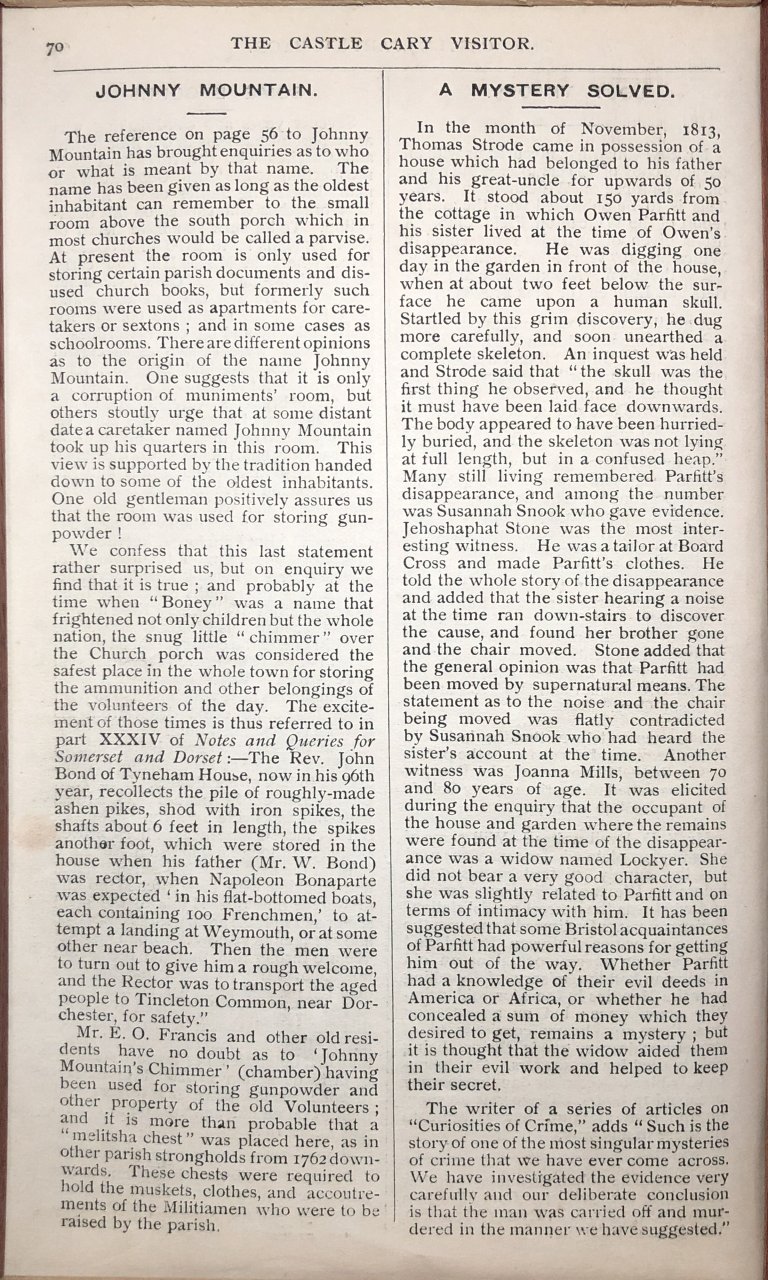 70
THE CASTLE CARY VISITOR.
JOHNNY MOUNTAIN.
The reference on page 56 to Johnny
Mountain has brought enquiries as to who
or what is meant by that name. The
name has been given as long as the oldest
inhabitant can remember to the small
room above the south porch which in
most churches would be called a parvise.
At present the room is only used for
storing certain parish documents and dis-
used church books, but formerly such
rooms were used as apartments for care-
takers or sextons ; and in some cases as
schoolrooms. There are different opinions
as to the origin of the name Johnny
Mountain. One suggests that it is only
a corruption of muniments' room, but
others stoutly urge that at some distant
date a caretaker named Johnny Mountain
took up his quarters in this room. This
view is supported by the tradition handed
down to some of the oldest inhabitants.
One old gentleman positively assures us
that the room was used for storing gun-
powder !
We confess that this last statement
rather surprised us, but on enquiry we
find that it is true ; and probably at the
time when "Boney" was a name that
frightened not only children but the whole
nation, the snug little "chimmer" over
the Church porch was considered the
safest place in the whole town for storing
the ammunition and other belongings of
the volunteers of the day. The excite-
ment of those times is thus referred to in
part XXXIV of Notes and Queries for
Somerset and Dorset :—The Rev. John
Bond of Tyneham House, now in his 96th
year, recollects the pile of roughly-made
ashen pikes, shod with iron spikes, the
shafts about 6 feet in length, the spikes
another foot, which were stored in the
house when his father (Mr. W. Bond)
was rector, when Napoleon Bonaparte
was expected ' in his flat-bottomed boats,
each containing 100 Frenchmen,' to at-
tempt a landing at Weymouth, or at some
other near beach. Then the men were
to turn out to give him a rough welcome,
and the Rector was to transport the aged
people to Tincleton Common, near Dor-
chester, for safety."
Mr. E. O. Francis and other old resi-
dents have no doubt as to 'Johnny
Mountain's Chimmer' (chamber) having
been used for storing gunpowder and
other property of the old Volunteers ;
and it is more than probable that a
"melitsha chest" was placed here, as in
other parish strongholds from 1762 down-
wards. These chests were required to
hold the muskets, clothes, and accoutre-
ments of the Militiamen who were to be
raised by the parish.
A MYSTERY SOLVED.
In the month of November, 1813,
Thomas Strode came in possession of a
house which had belonged to his father
and his great-uncle for upwards of 50
years. It stood about 150 yards from
the cottage in which Owen Parfitt and
his sister lived at the time of Owen's
disappearance. He was digging one
day in the garden in front of the house,
when at about two feet below the sur-
face he came upon a human skull.
Startled by this grim discovery, he dug
more carefully, and soon unearthed a
complete skeleton. An inquest was held
and Strode said that "the skull was the
first thing he observed, and he thought
it must have been laid face downwards.
The body appeared to have been hurried-
ly buried, and the skeleton was not lying
at full length, but in a confused heap."
Many still living remembered Parfitt's
disappearance, and among the number
was Susannah Snook who gave evidence.
Jehoshaphat Stone was the most inter-
esting witness. He was a tailor at Board
Cross and made Parfitt's clothes. He
told the whole story of the disappearance
and added that the sister hearing a noise
at the time ran down-stairs to discover
the cause, and found her brother gone
and the chair moved. Stone added that
the general opinion was that Parfitt had
been moved by supernatural means. The
statement as to the noise and the chair
being moved was flatly contradicted
by Susannah Snook who had heard the
sister's account at the time. Another
witness was Joanna Mills, between 70
and 80 years of age. It was elicited
during the enquiry that the occupant of
the house and garden where the remains
were found at the time of the disappear-
ance was a widow named Lockyer. She
did not bear a very good character, but
she was slightly related to Parfitt and on
terms of intimacy with him. It has been
suggested that some Bristol acquaintances
of Parfitt had powerful reasons for getting
him out of the way. Whether Parfitt
had a knowledge of their evil deeds in
America or Africa, or whether he had
concealed a sum of money which they
desired to get, remains a mystery ; but
it is thought that the widow aided them
in their evil work and helped to keep
their secret.
The writer of a series of articles on
"Curiosities of Crime," adds "Such is the
story of one of the most singular mysteries
of crime that we have ever come across.
We have investigated the evidence very
carefully and our deliberate conclusion
is that the man was carried off and mur-
dered in the manner we have suggested."